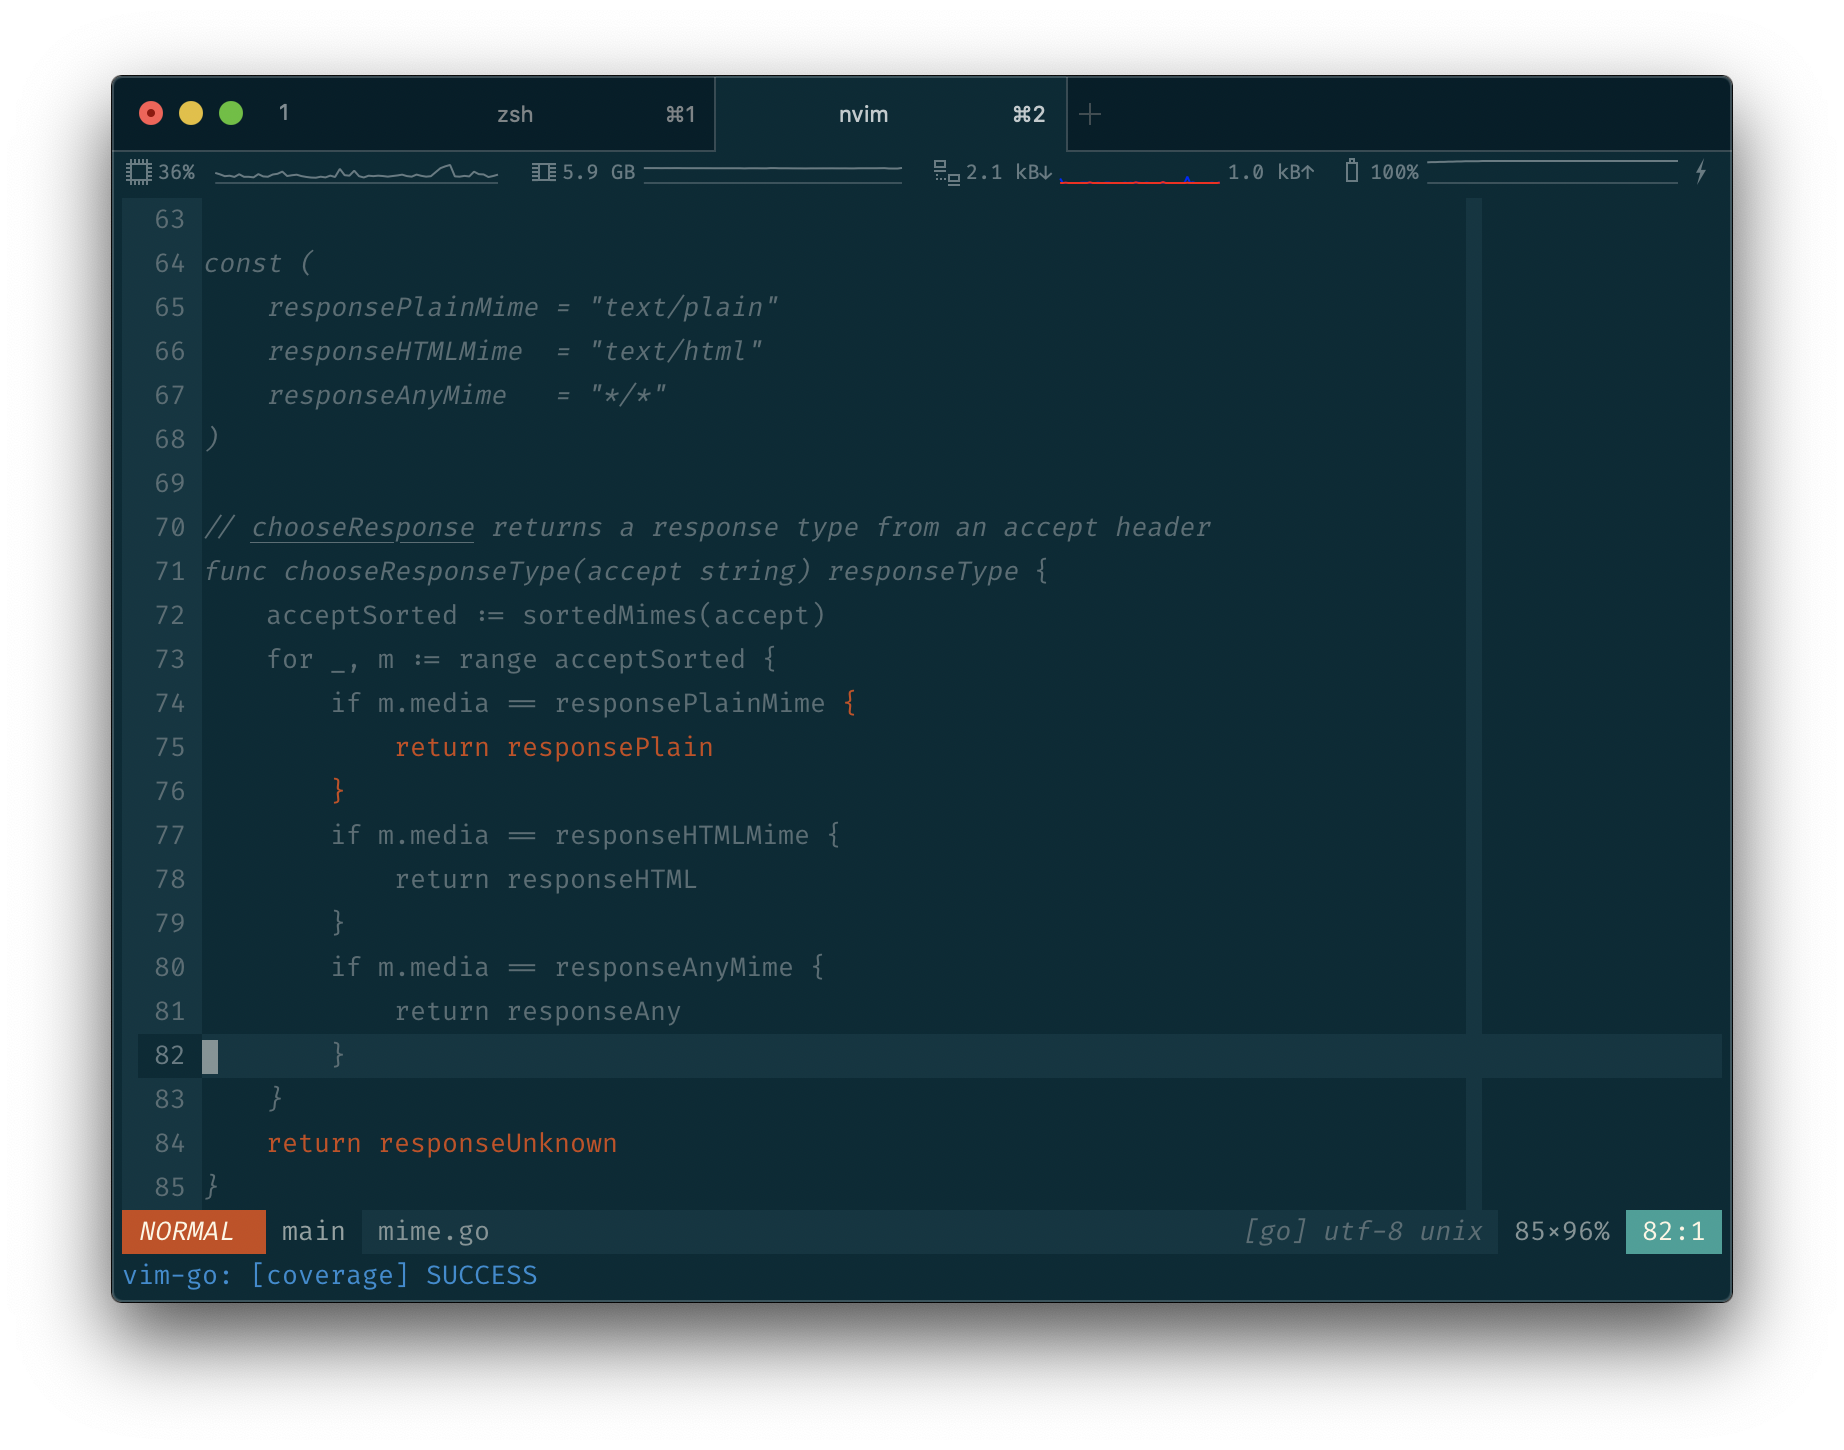 1 zsh ⌘1 nvim ⌘2 +
36% 5.9 GB 2.1 kB↓ 1.0 kB↑ 100%
63
64 const (
65     responsePlainMime = "text/plain"
66     responseHTMLMime  = "text/html"
67     responseAnyMime   = "*/*"
68 )
69
70 // chooseResponse returns a response type from an accept header
71 func chooseResponseType(accept string) responseType {
72     acceptSorted := sortedMimes(accept)
73     for _, m := range acceptSorted {
74         if m.media == responsePlainMime {
75             return responsePlain
76         }
77         if m.media == responseHTMLMime {
78             return responseHTML
79         }
80         if m.media == responseAnyMime {
81             return responseAny
82         }
83     }
84     return responseUnknown
85 }
NORMAL main mime.go [go] utf-8 unix 85×96% 82:1
vim-go: [coverage] SUCCESS